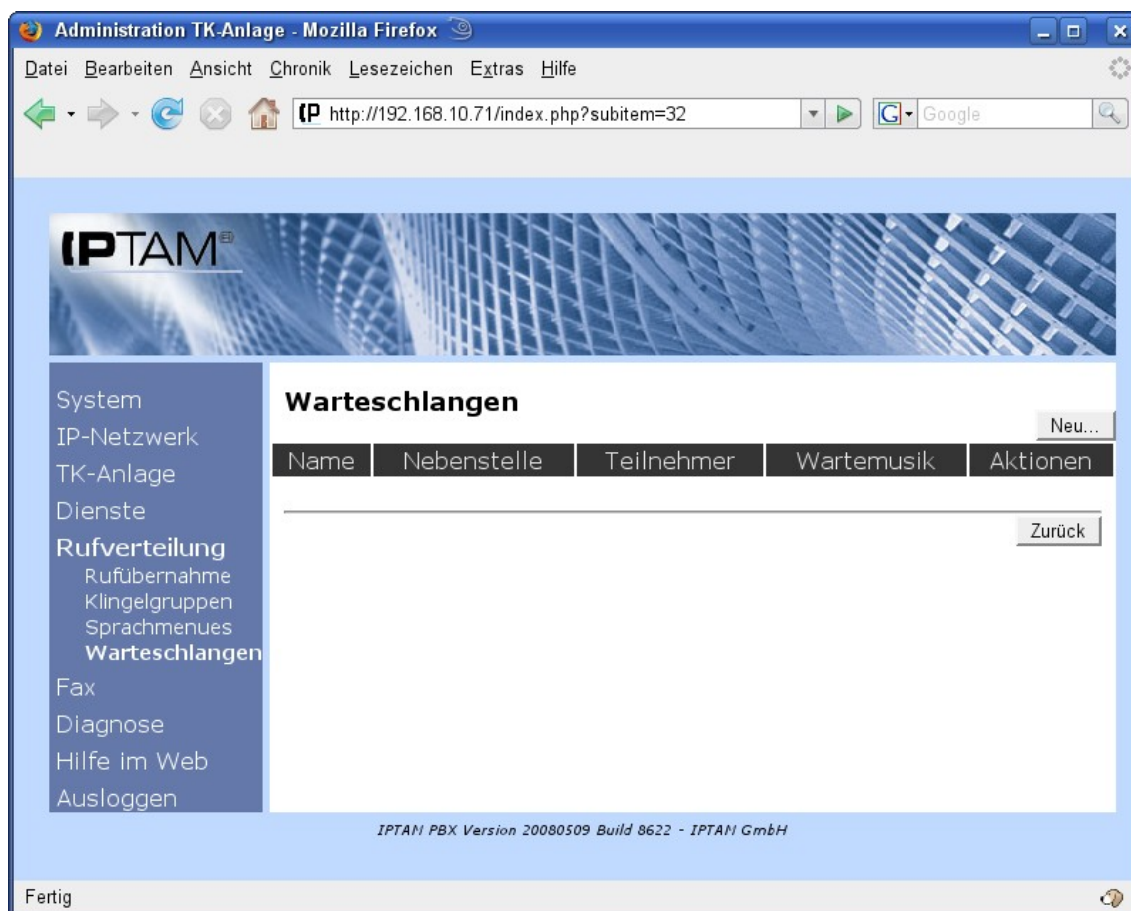 Administration TK-Anlage - Mozilla Firefox
Datei Bearbeiten Ansicht Chronik Lesezeichen Extras Hilfe
http://192.168.10.71/index.php?subitem=32
G Google
IPTAM®
System
IP-Netzwerk
TK-Anlage
Dienste
Rufverteilung
Rufübernahme
Klingelgruppen
Sprachmenues
Warteschlangen
Fax
Diagnose
Hilfe im Web
Ausloggen
Warteschlangen
Neu...
Name Nebenstelle Teilnehmer Wartemusik Aktionen
Zurück
IPTAM PBX Version 20080509 Build 8622 - IPTAM GmbH
Fertig